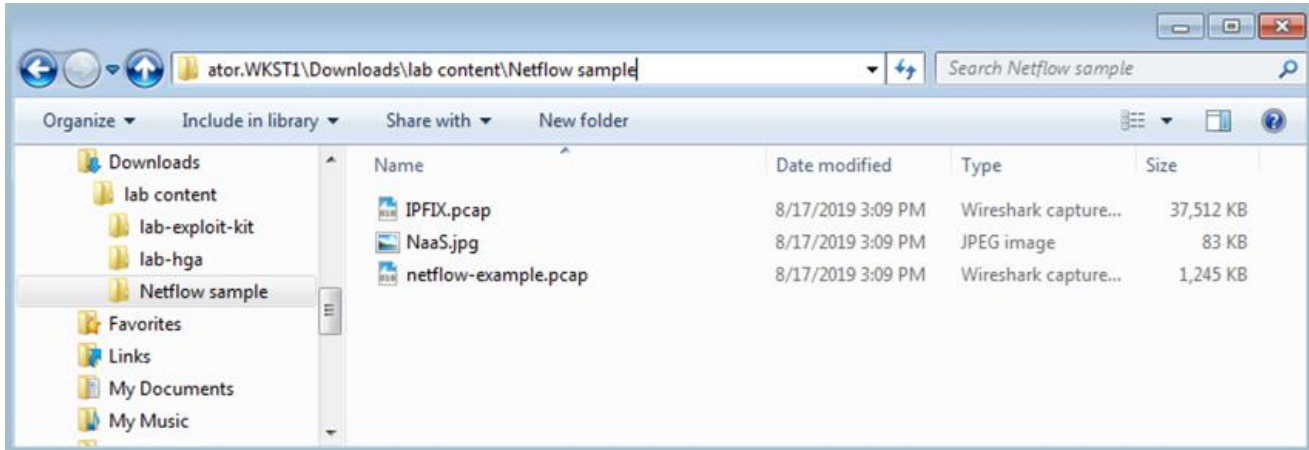 ator.WKST1\Downloads\lab content\Netflow sample
Search Netflow sample
Organize Include in library Share with New folder
Downloads
lab content
lab-exploit-kit
lab-hga
Netflow sample
Favorites
Links
My Documents
My Music
Name Date modified Type Size
IPFIX.pcap 8/17/2019 3:09 PM Wireshark capture... 37,512 KB
NaaS.jpg 8/17/2019 3:09 PM JPEG image 83 KB
netflow-example.pcap 8/17/2019 3:09 PM Wireshark capture... 1,245 KB